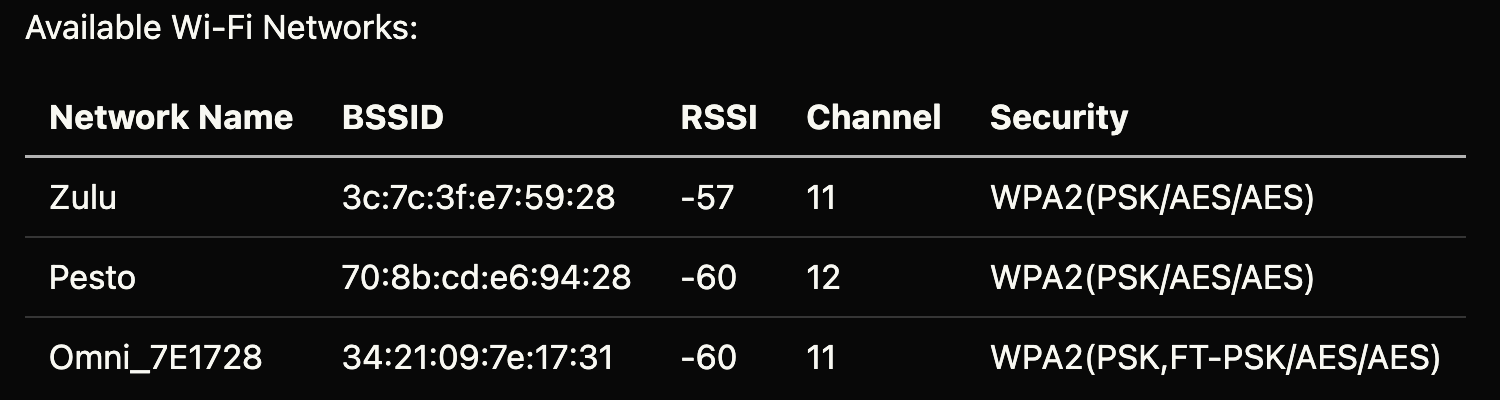 Available Wi-Fi Networks:
Network Name BSSID RSSI Channel Security
Zulu 3c:7c:3f:e7:59:28 -57 11 WPA2(PSK/AES/AES)
Pesto 70:8b:cd:e6:94:28 -60 12 WPA2(PSK/AES/AES)
Omni_7E1728 34:21:09:7e:17:31 -60 11 WPA2(PSK,FT-PSK/AES/AES)